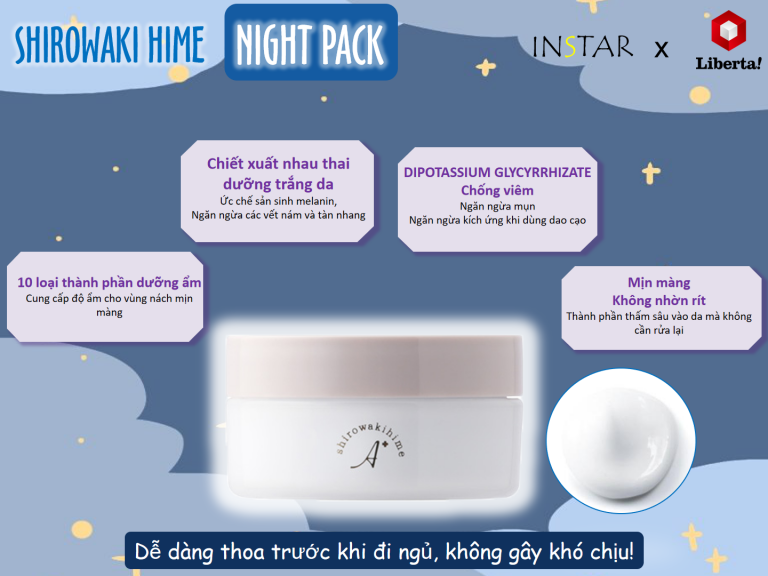 SHIROWAKI HIME NIGHT PACK
INSTAR x Liberta!
Chiết xuất nhau thai
dưỡng trắng da
Ức chế sản sinh melanin,
Ngăn ngừa các vết nám và tàn nhang
DIPOTASSIUM GLYCYRRHIZATE
Chống viêm
Ngăn ngừa mụn
Ngăn ngừa kích ứng khi dùng dao cạo
10 loại thành phần dưỡng ẩm
Cung cấp độ ẩm cho vùng nách mịn
màng
Mịn màng
Không nhờn rít
Thành phần thấm sâu vào da mà không
cần rửa lại
shirowakihime
A+
Dễ dàng thoa trước khi đi ngủ, không gây khó chịu!